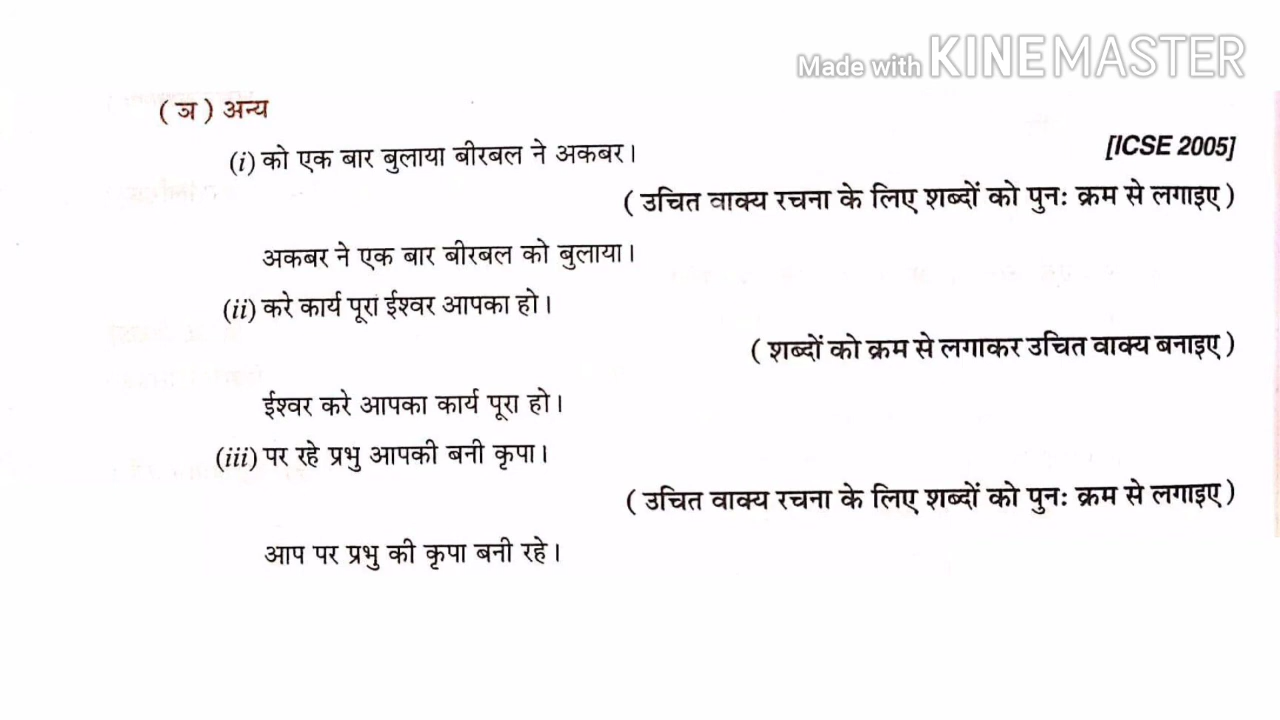 Made with KINEMASTER
( ञ ) अन्य
(i) को एक बार बुलाया बीरबल ने अकबर। [ICSE 2005]
( उचित वाक्य रचना के लिए शब्दों को पुनः क्रम से लगाइए )
अकबर ने एक बार बीरबल को बुलाया।
(ii) करे कार्य पूरा ईश्वर आपका हो।
( शब्दों को क्रम से लगाकर उचित वाक्य बनाइए )
ईश्वर करे आपका कार्य पूरा हो।
(iii) पर रहे प्रभु आपकी बनी कृपा।
( उचित वाक्य रचना के लिए शब्दों को पुनः क्रम से लगाइए )
आप पर प्रभु की कृपा बनी रहे।